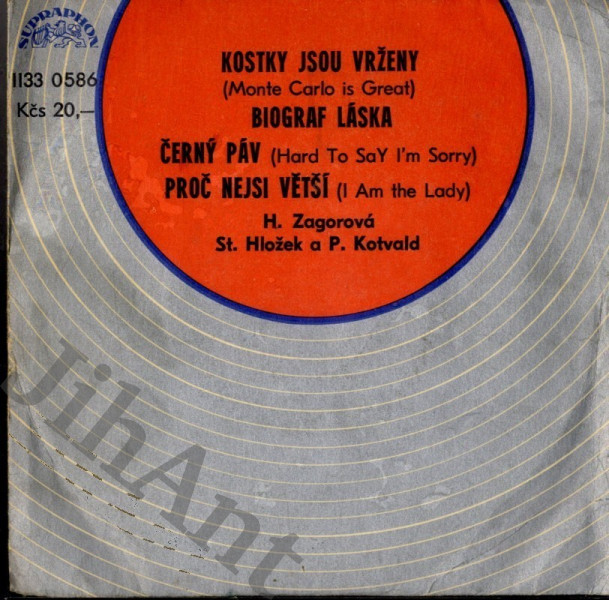 SUPRAPHON
1133 0586
Kčs 20,—
KOSTKY JSOU VRŽENY
(Monte Carlo is Great)
BIOGRAF LÁSKA
ČERNÝ PÁV (Hard To SaY I'm Sorry)
PROČ NEJSI VĚTŠÍ (I Am the Lady)
H. Zagorová
St. Hložek a P. Kotvald
JihAnt